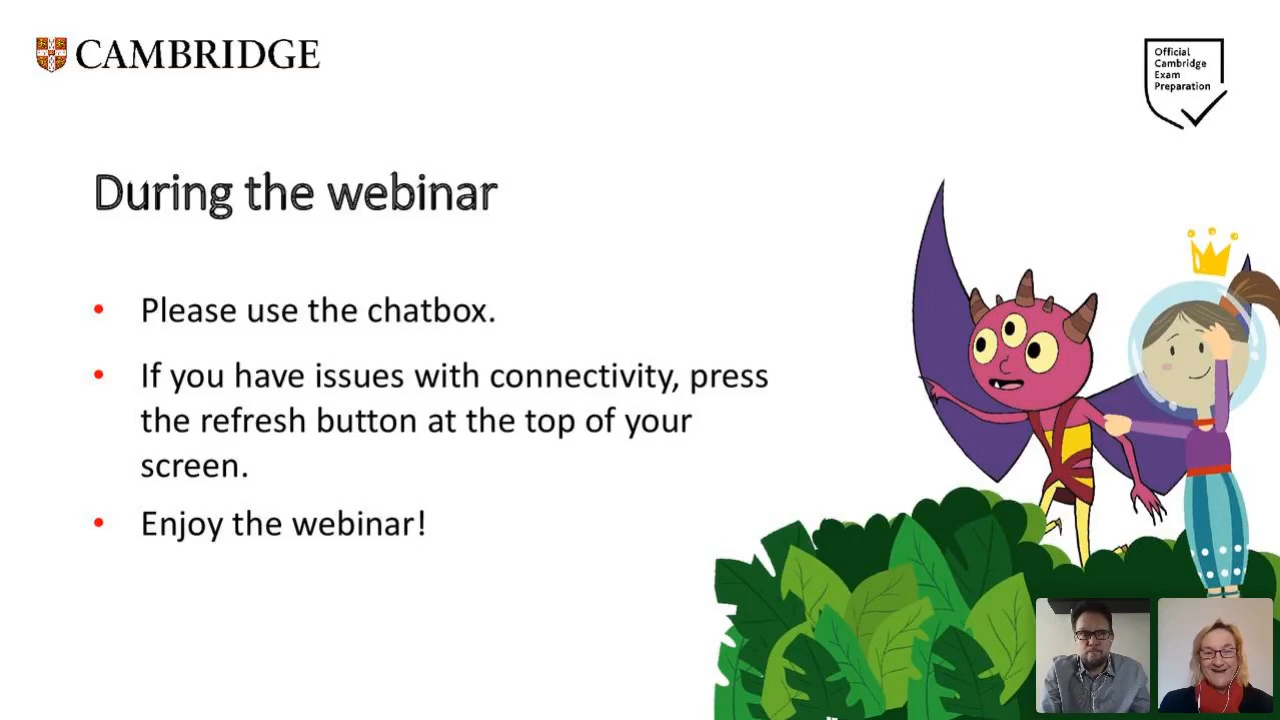 CAMBRIDGE
Official
Cambridge
Exam
Preparation
During the webinar
• Please use the chatbox.
• If you have issues with connectivity, press
the refresh button at the top of your
screen.
• Enjoy the webinar!